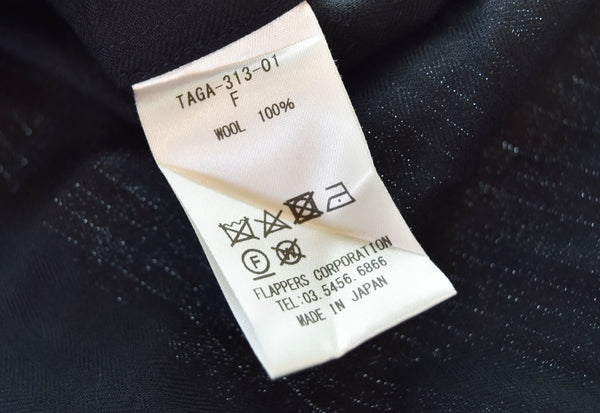 TAGA-313-01
F
WOOL 100%
F W
FLAPPERS CORPORATION
TEL:03.5456.6866
MADE IN JAPAN